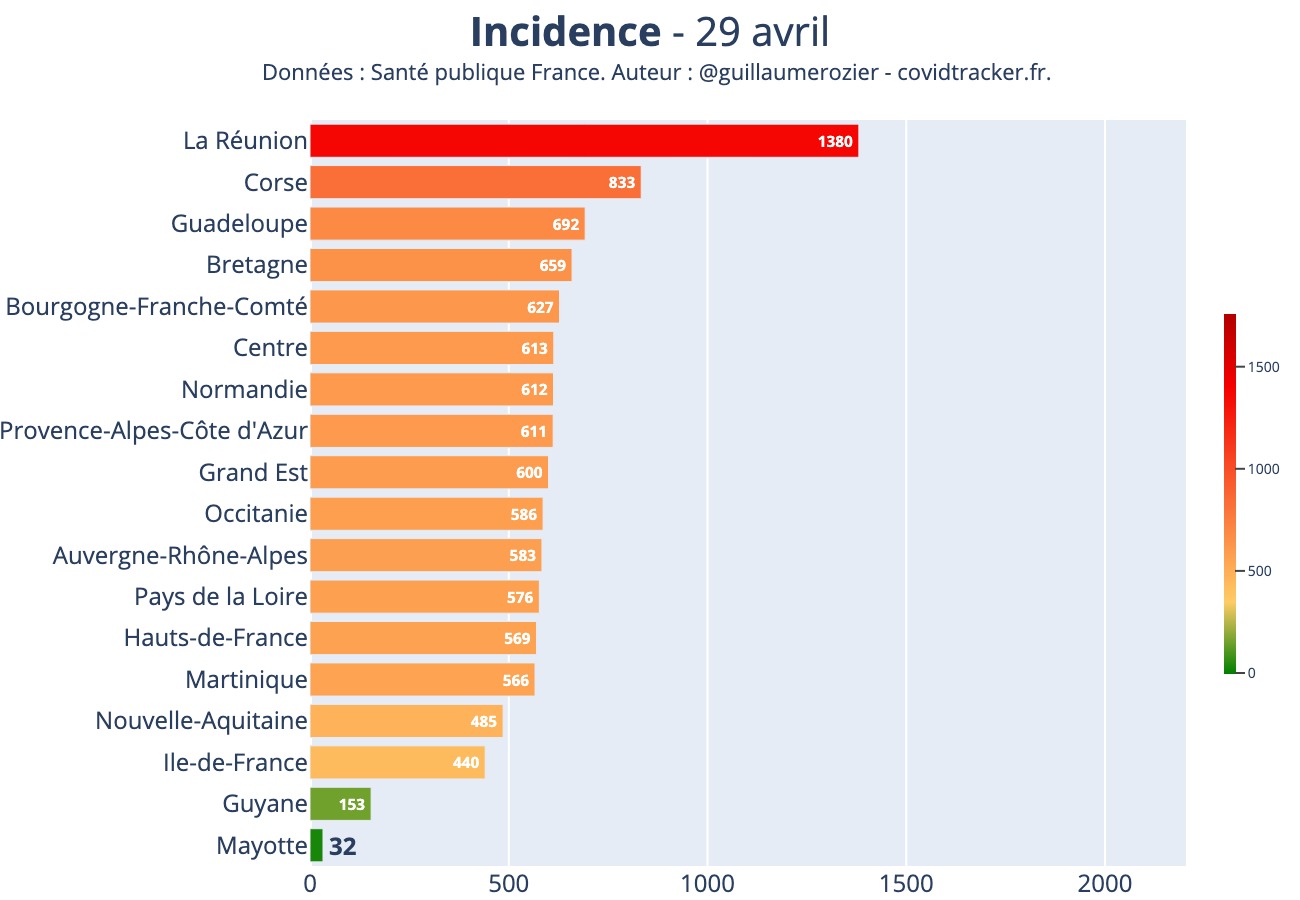 Incidence - 29 avril
Données : Santé publique France. Auteur : @guillaumerozier - covidtracker.fr.
La Réunion 1380
Corse 833
Guadeloupe 692
Bretagne 659
Bourgogne-Franche-Comté 627
Centre 613
Normandie 612
Provence-Alpes-Côte d'Azur 611
Grand Est 600
Occitanie 586
Auvergne-Rhône-Alpes 583
Pays de la Loire 576
Hauts-de-France 569
Martinique 566
Nouvelle-Aquitaine 485
Ile-de-France 440
Guyane 153
Mayotte 32
0 500 1000 1500 2000
1500
1000
500
0